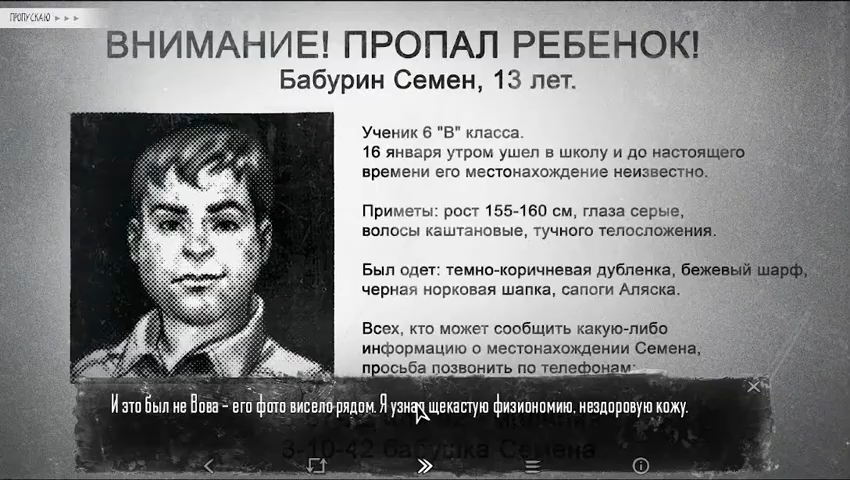 ПРОПУСКАЮ
ВНИМАНИЕ! ПРОПАЛ РЕБЕНОК!
Бабурин Семен, 13 лет.
Ученик 6 "В" класса.
16 января утром ушел в школу и до настоящего
времени его местонахождение неизвестно.
Приметы: рост 155-160 см, глаза серые,
волосы каштановые, тучного телосложения.
Был одет: темно-коричневая дубленка, бежевый шарф,
черная норковая шапка, сапоги Аляска.
Всех, кто может сообщить какую-либо
информацию о местонахождении Семена,
просьба позвонить по телефонам:
И это был не Вова – его фото висело рядом. Я узнал щекастую физиономию, нездоровую кожу.
3-10-42 бабушка Семена